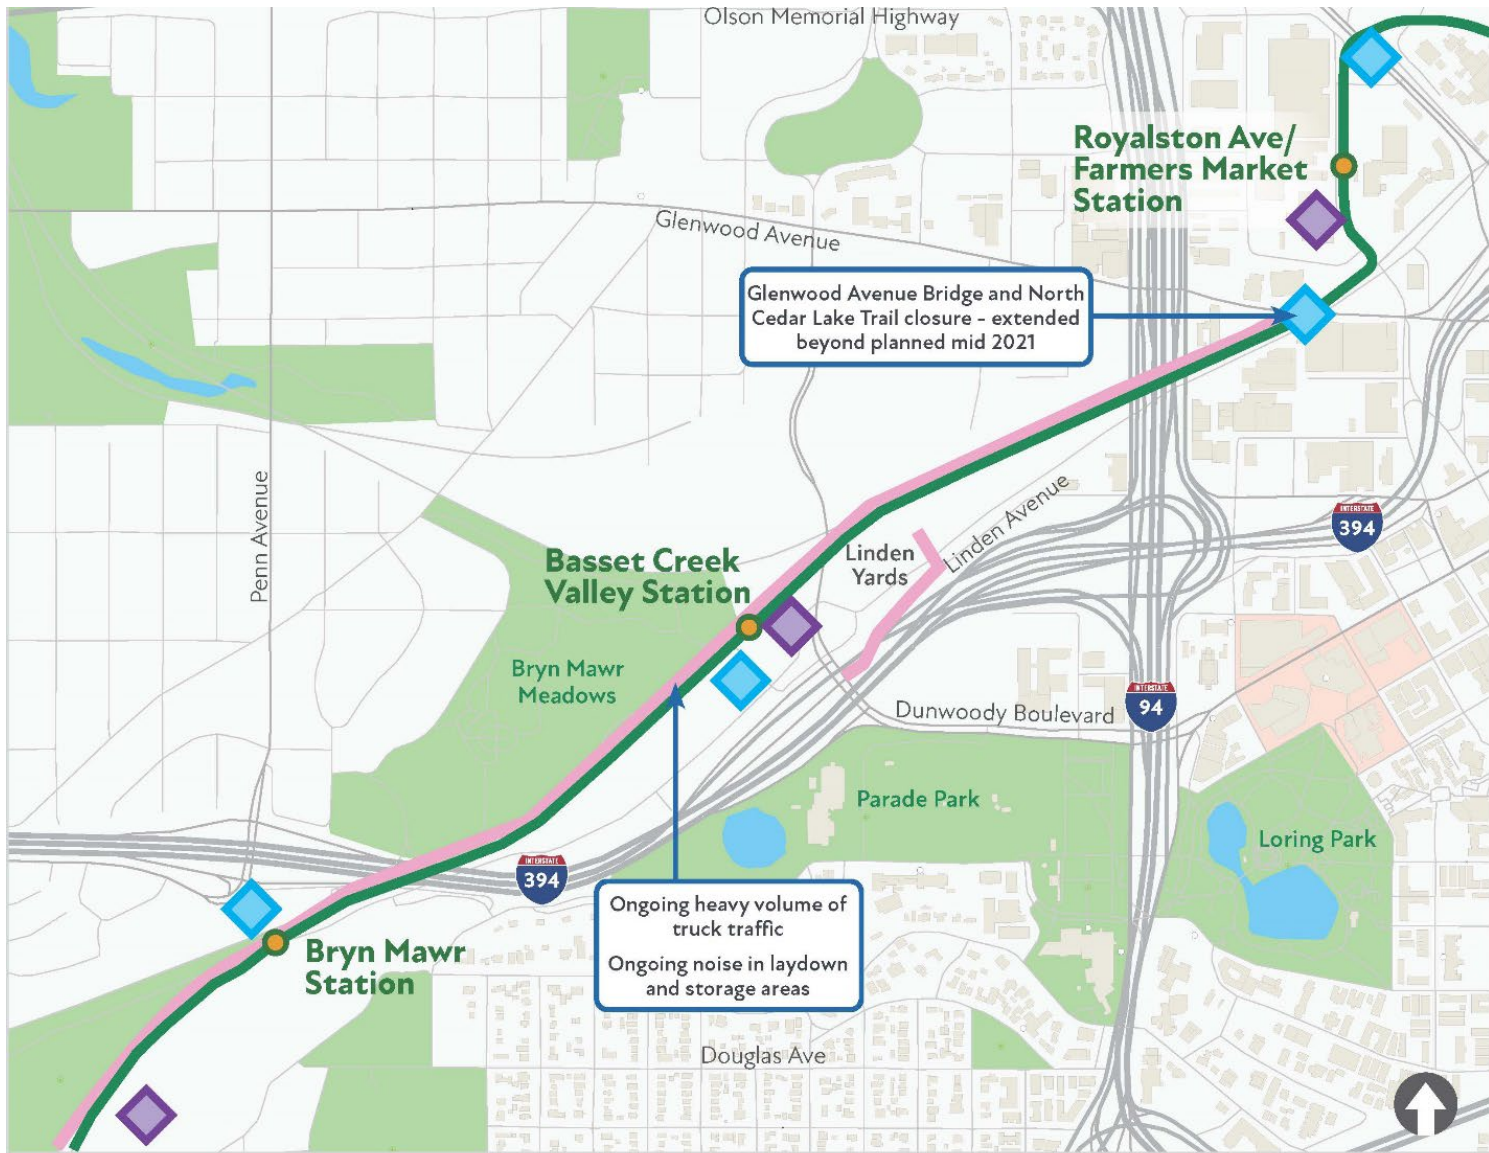 Olson Memorial Highway
Royalston Ave/
Farmers Market
Station
Glenwood Avenue
Glenwood Avenue Bridge and North
Cedar Lake Trail closure - extended
beyond planned mid 2021
Penn Avenue
Linden Avenue
INTERSTATE
394
Linden
Yards
Basset Creek
Valley Station
Bryn Mawr
Meadows
INTERSTATE
94
Dunwoody Boulevard
Parade Park
Loring Park
INTERSTATE
394
Ongoing heavy volume of
truck traffic
Ongoing noise in laydown
and storage areas
Bryn Mawr
Station
Douglas Ave